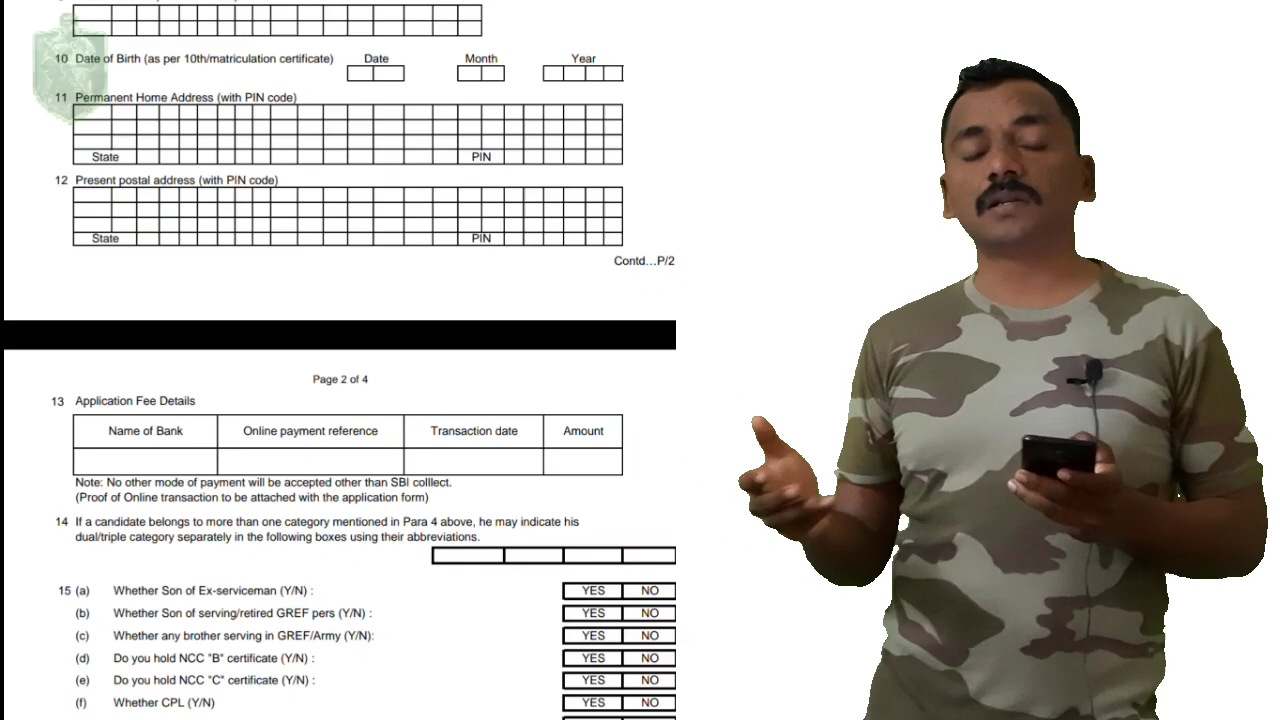 10 Date of Birth (as per 10th/matriculation certificate) Date Month Year
11 Permanent Home Address (with PIN code)
State PIN
12 Present postal address (with PIN code)
State PIN
Contd...P/2
Page 2 of 4
13 Application Fee Details
Name of Bank Online payment reference Transaction date Amount
Note: No other mode of payment will be accepted other than SBI colllect.
(Proof of Online transaction to be attached with the application form)
14 If a candidate belongs to more than one category mentioned in Para 4 above, he may indicate his
dual/triple category separately in the following boxes using their abbreviations.
15 (a) Whether Son of Ex-serviceman (Y/N) : YES NO
(b) Whether Son of serving/retired GREF pers (Y/N) : YES NO
(c) Whether any brother serving in GREF/Army (Y/N): YES NO
(d) Do you hold NCC "B" certificate (Y/N) : YES NO
(e) Do you hold NCC "C" certificate (Y/N) : YES NO
(f) Whether CPL (Y/N) YES NO